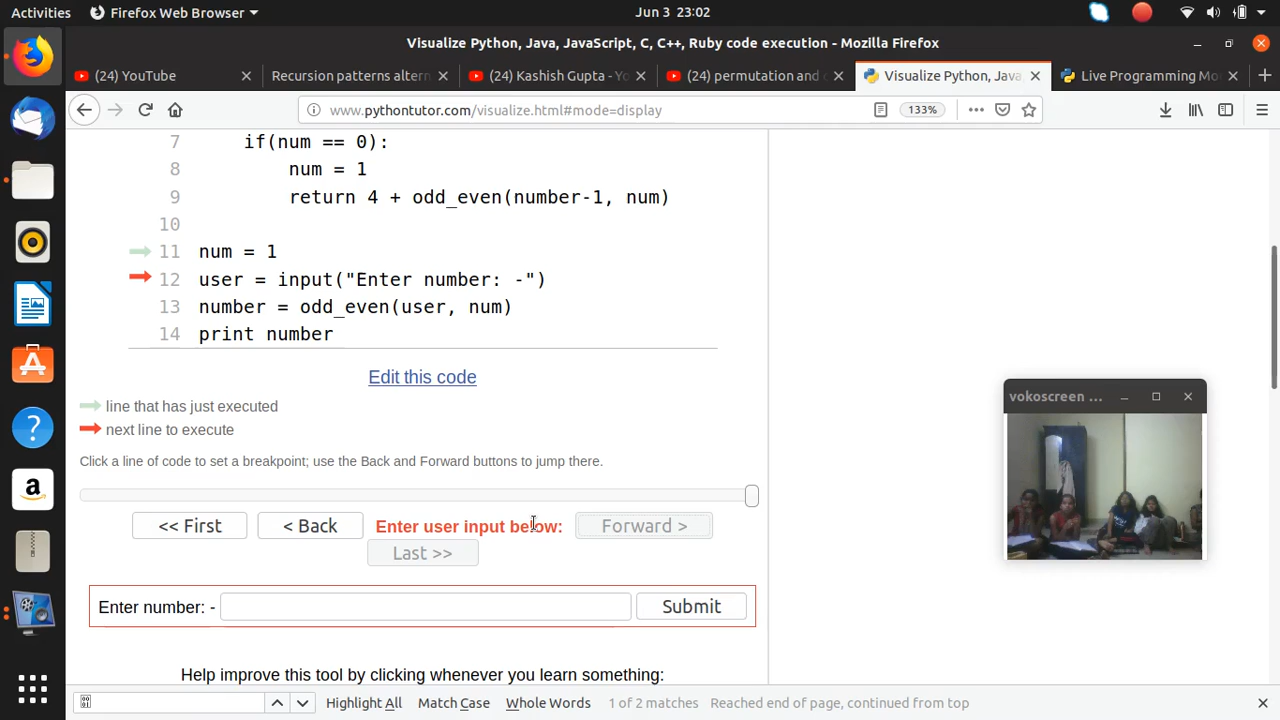 Activities
Firefox Web Browser
Jun 3 23:02
Visualize Python, Java, JavaScript, C, C++, Ruby code execution - Mozilla Firefox
(24) YouTube
Recursion patterns altern
(24) Kashish Gupta - Yo
(24) permutation and c
Visualize Python, Java,
Live Programming Mo
www.pythontutor.com/visualize.html#mode=display
133%
7 if(num == 0):
8 num = 1
9 return 4 + odd_even(number-1, num)
10
11 num = 1
12 user = input("Enter number: -")
13 number = odd_even(user, num)
14 print number
Edit this code
line that has just executed
next line to execute
Click a line of code to set a breakpoint; use the Back and Forward buttons to jump there.
<< First
< Back
Enter user input below:
Forward >
Last >>
Enter number: -
Submit
Help improve this tool by clicking whenever you learn something:
vokoscreen ...
Highlight All
Match Case
Whole Words
1 of 2 matches
Reached end of page, continued from top